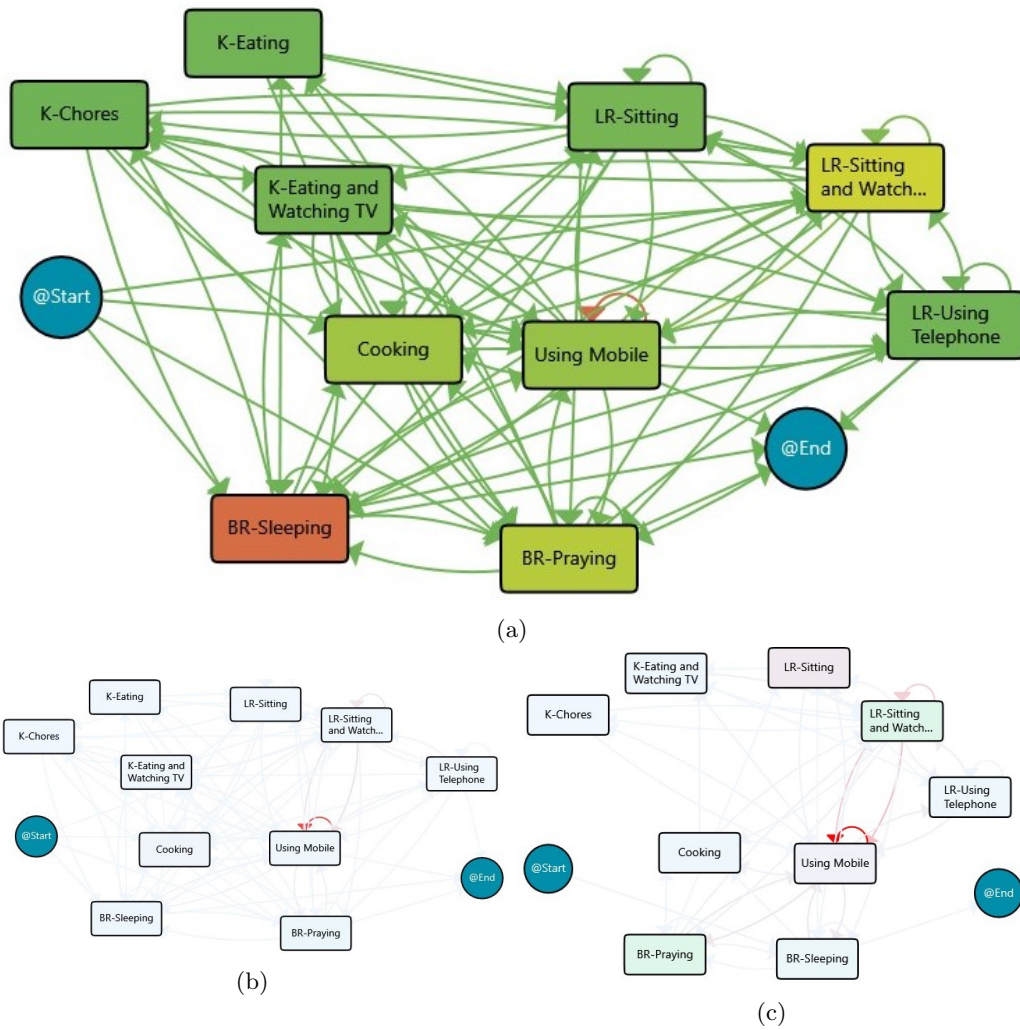 K-Eating
K-Chores
LR-Sitting
LR-Sitting
and Watch...
K-Eating and
Watching TV
@Start
LR-Using
Telephone
Cooking
Using Mobile
@End
BR-Sleeping
BR-Praying
(a)
K-Eating
LR-Sitting
LR-Sitting
and Watch...
K-Chores
K-Eating and
Watching TV
LR-Using
Telephone
@Start
Cooking
Using Mobile
@End
BR-Sleeping
BR-Praying
(b)
K-Eating and
Watching TV
LR-Sitting
K-Chores
LR-Sitting
and Watch...
LR-Using
Telephone
Cooking
Using Mobile
@Start
@End
BR-Praying
BR-Sleeping
(c)